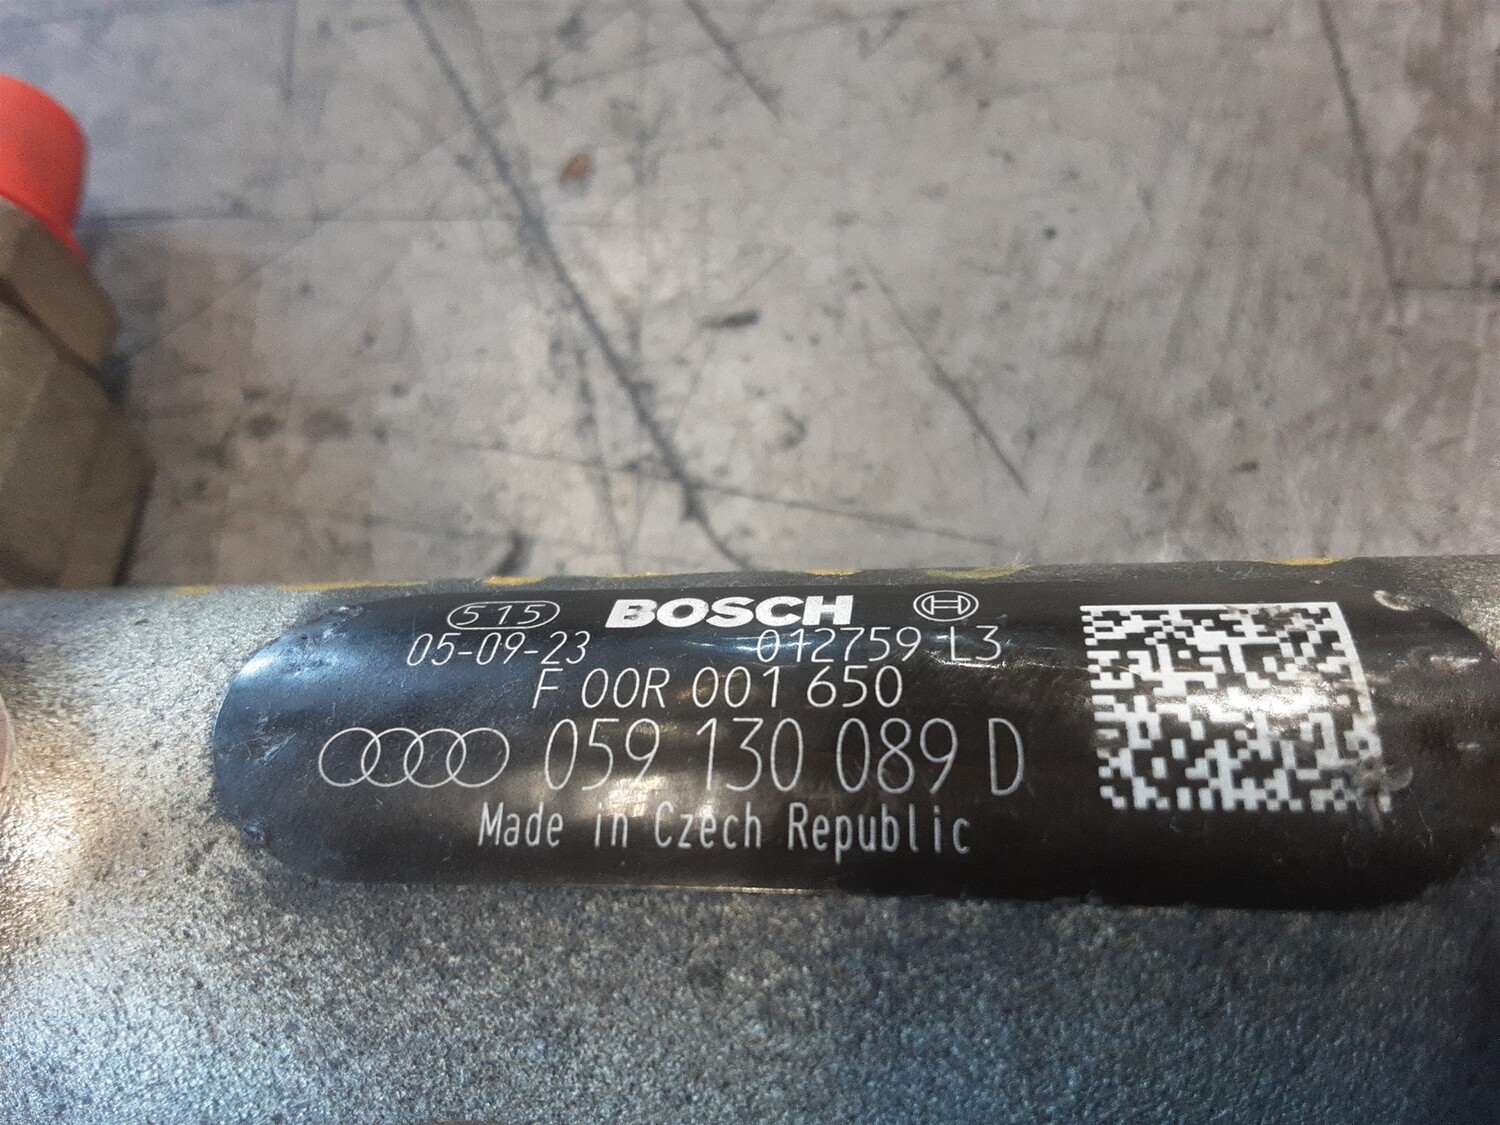 515 BOSCH
05-09-23 012759 L3
F 00R 001 650
059 130 089 D
Made in Czech Republic